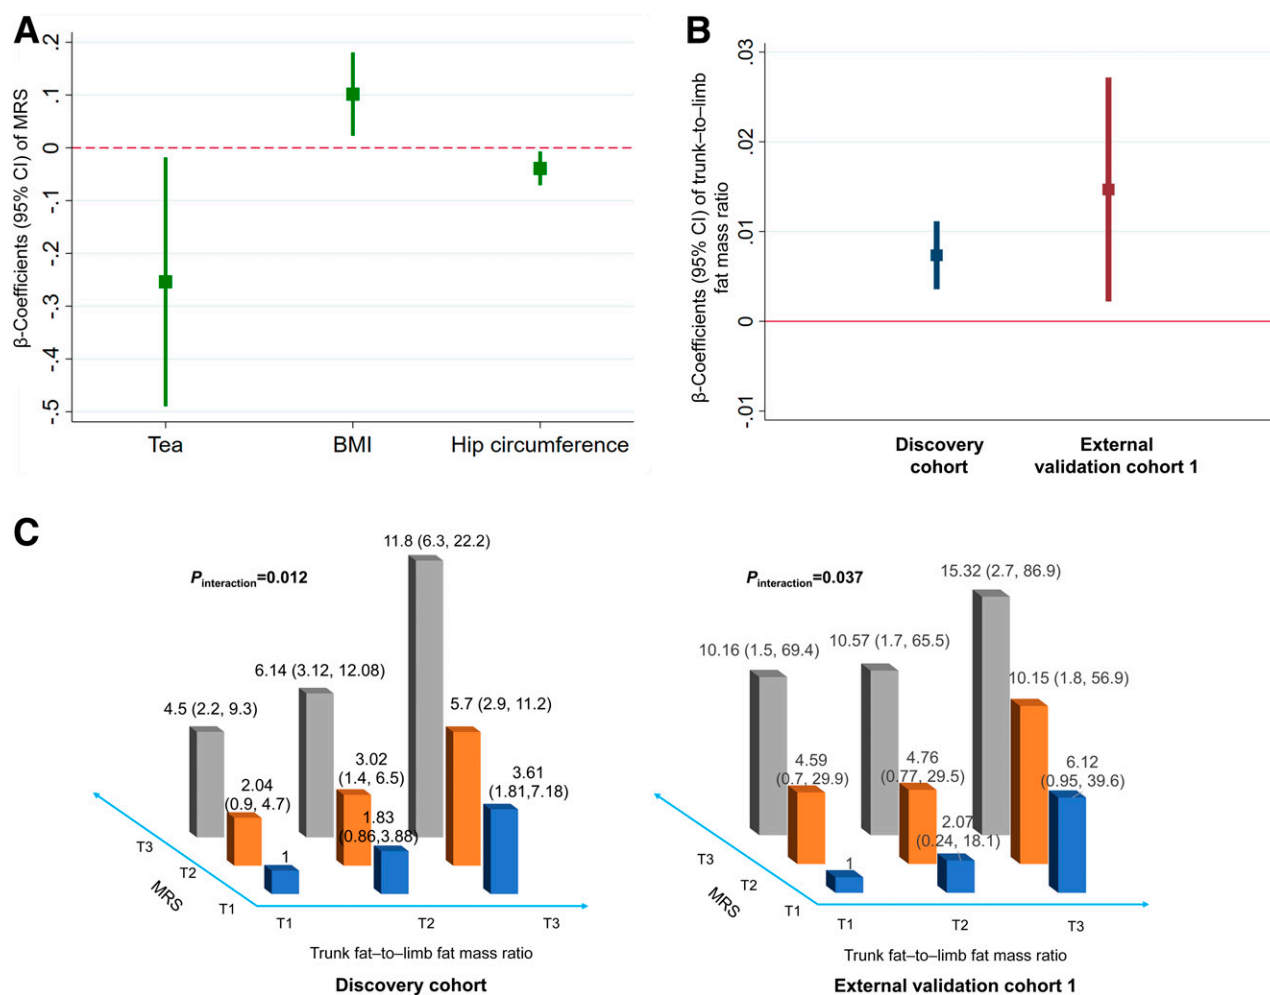 A
β-Coefficients (95% CI) of MRS
.2
.1
0
-.1
-.2
-.3
-.4
-.5
Tea
BMI
Hip circumference
B
β-Coefficients (95% CI) of trunk–to–limb
fat mass ratio
.03
.02
.01
0
-.01
Discovery
cohort
External
validation cohort 1
C
Pinteraction=0.012
11.8 (6.3, 22.2)
6.14 (3.12, 12.08)
4.5 (2.2, 9.3)
5.7 (2.9, 11.2)
3.02
(1.4, 6.5)
2.04
(0.9, 4.7)
3.61
(1.81,7.18)
1.83
(0.86,3.88)
1
T3
T2
T1
MRS
T1
T2
T3
Trunk fat–to–limb fat mass ratio
Discovery cohort
Pinteraction=0.037
15.32 (2.7, 86.9)
10.57 (1.7, 65.5)
10.16 (1.5, 69.4)
10.15 (1.8, 56.9)
4.76
(0.77, 29.5)
4.59
(0.7, 29.9)
6.12
(0.95, 39.6)
2.07
(0.24, 18.1)
1
T3
T2
T1
MRS
T1
T2
T3
Trunk fat–to–limb fat mass ratio
External validation cohort 1